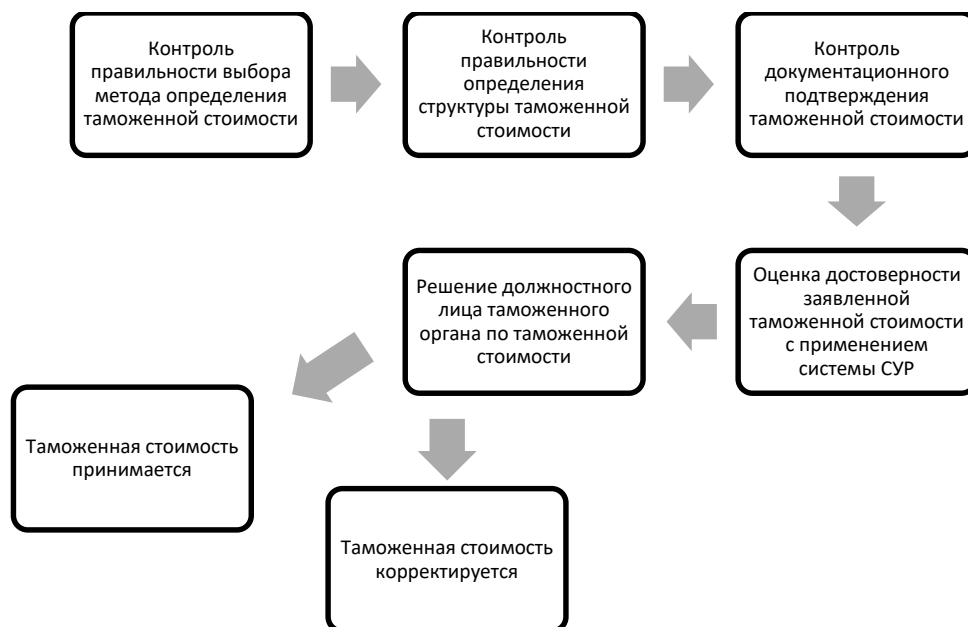 Контроль
правильности выбора
метода определения
таможенной стоимости
Контроль
правильности
определения
структуры таможенной
стоимости
Контроль
документационного
подтверждения
таможенной стоимости
Оценка достоверности
заявленной
таможенной стоимости
с применением
системы СУР
Решение должностного
лица таможенного
органа по таможенной
стоимости
Таможенная стоимость
принимается
Таможенная стоимость
корректируется